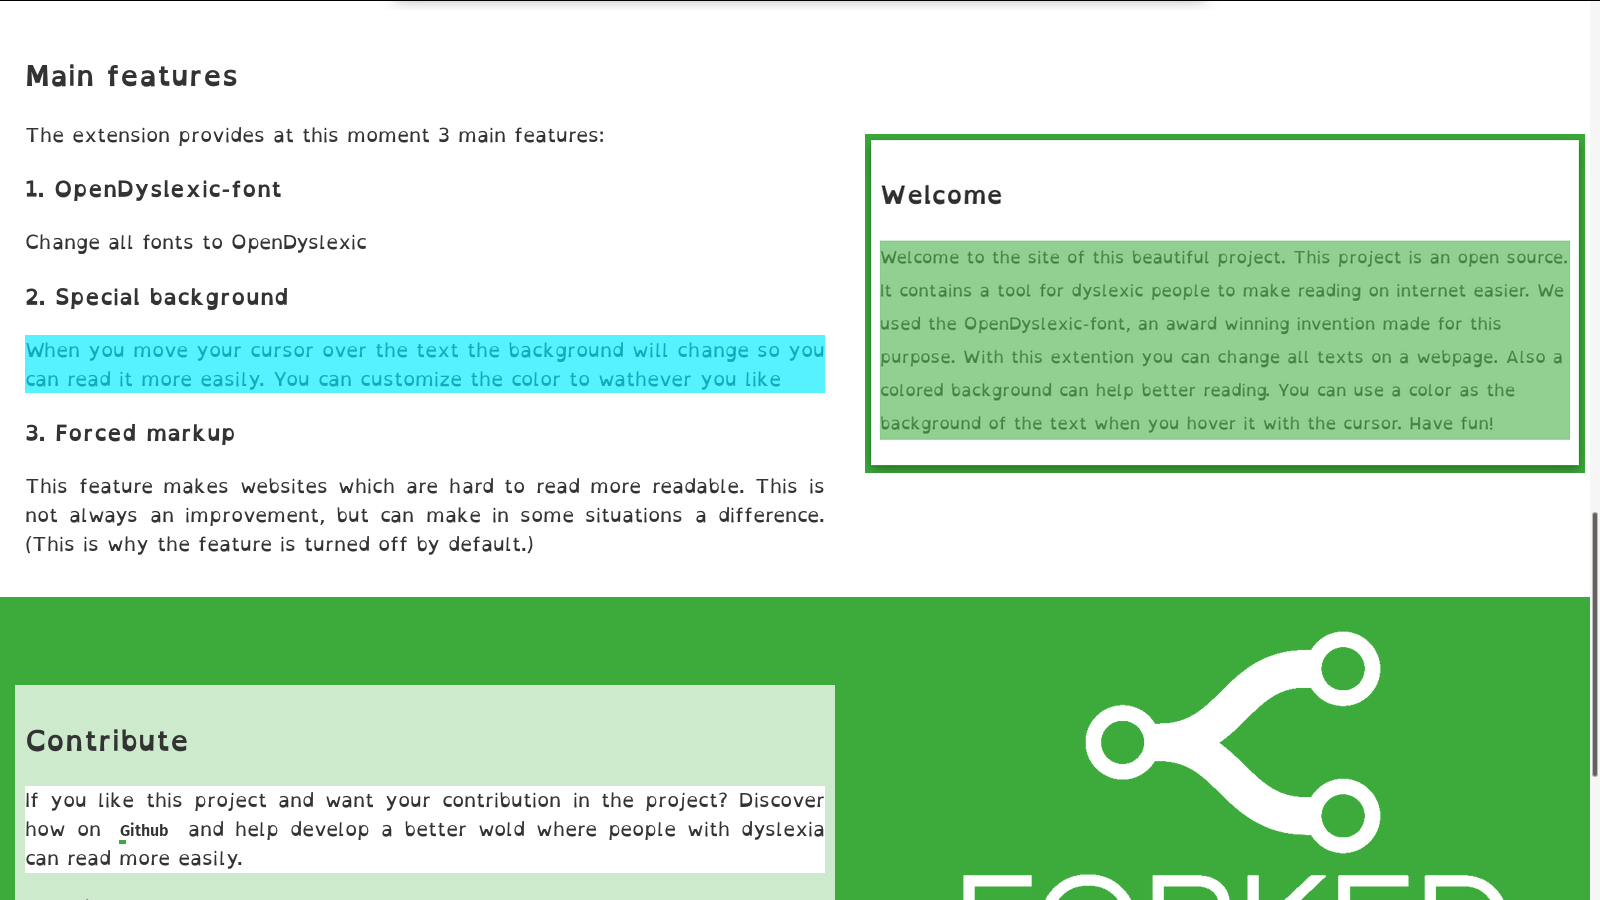 Main features
The extension provides at this moment 3 main features:
1. OpenDyslexic-font
Change all fonts to OpenDyslexic
2. Special background
When you move your cursor over the text the background will change so you
can read it more easily. You can customize the color to wathever you like
3. Forced markup
This feature makes websites which are hard to read more readable. This is
not always an improvement, but can make in some situations a difference.
(This is why the feature is turned off by default.)
Welcome
Welcome to the site of this beautiful project. This project is an open source.
It contains a tool for dyslexic people to make reading on internet easier. We
used the OpenDyslexic-font, an award winning invention made for this
purpose. With this extention you can change all texts on a webpage. Also a
colored background can help better reading. You can use a color as the
background of the text when you hover it with the cursor. Have fun!
Contribute
If you like this project and want your contribution in the project? Discover
how on Github and help develop a better wold where people with dyslexia
can read more easily.
FORKED